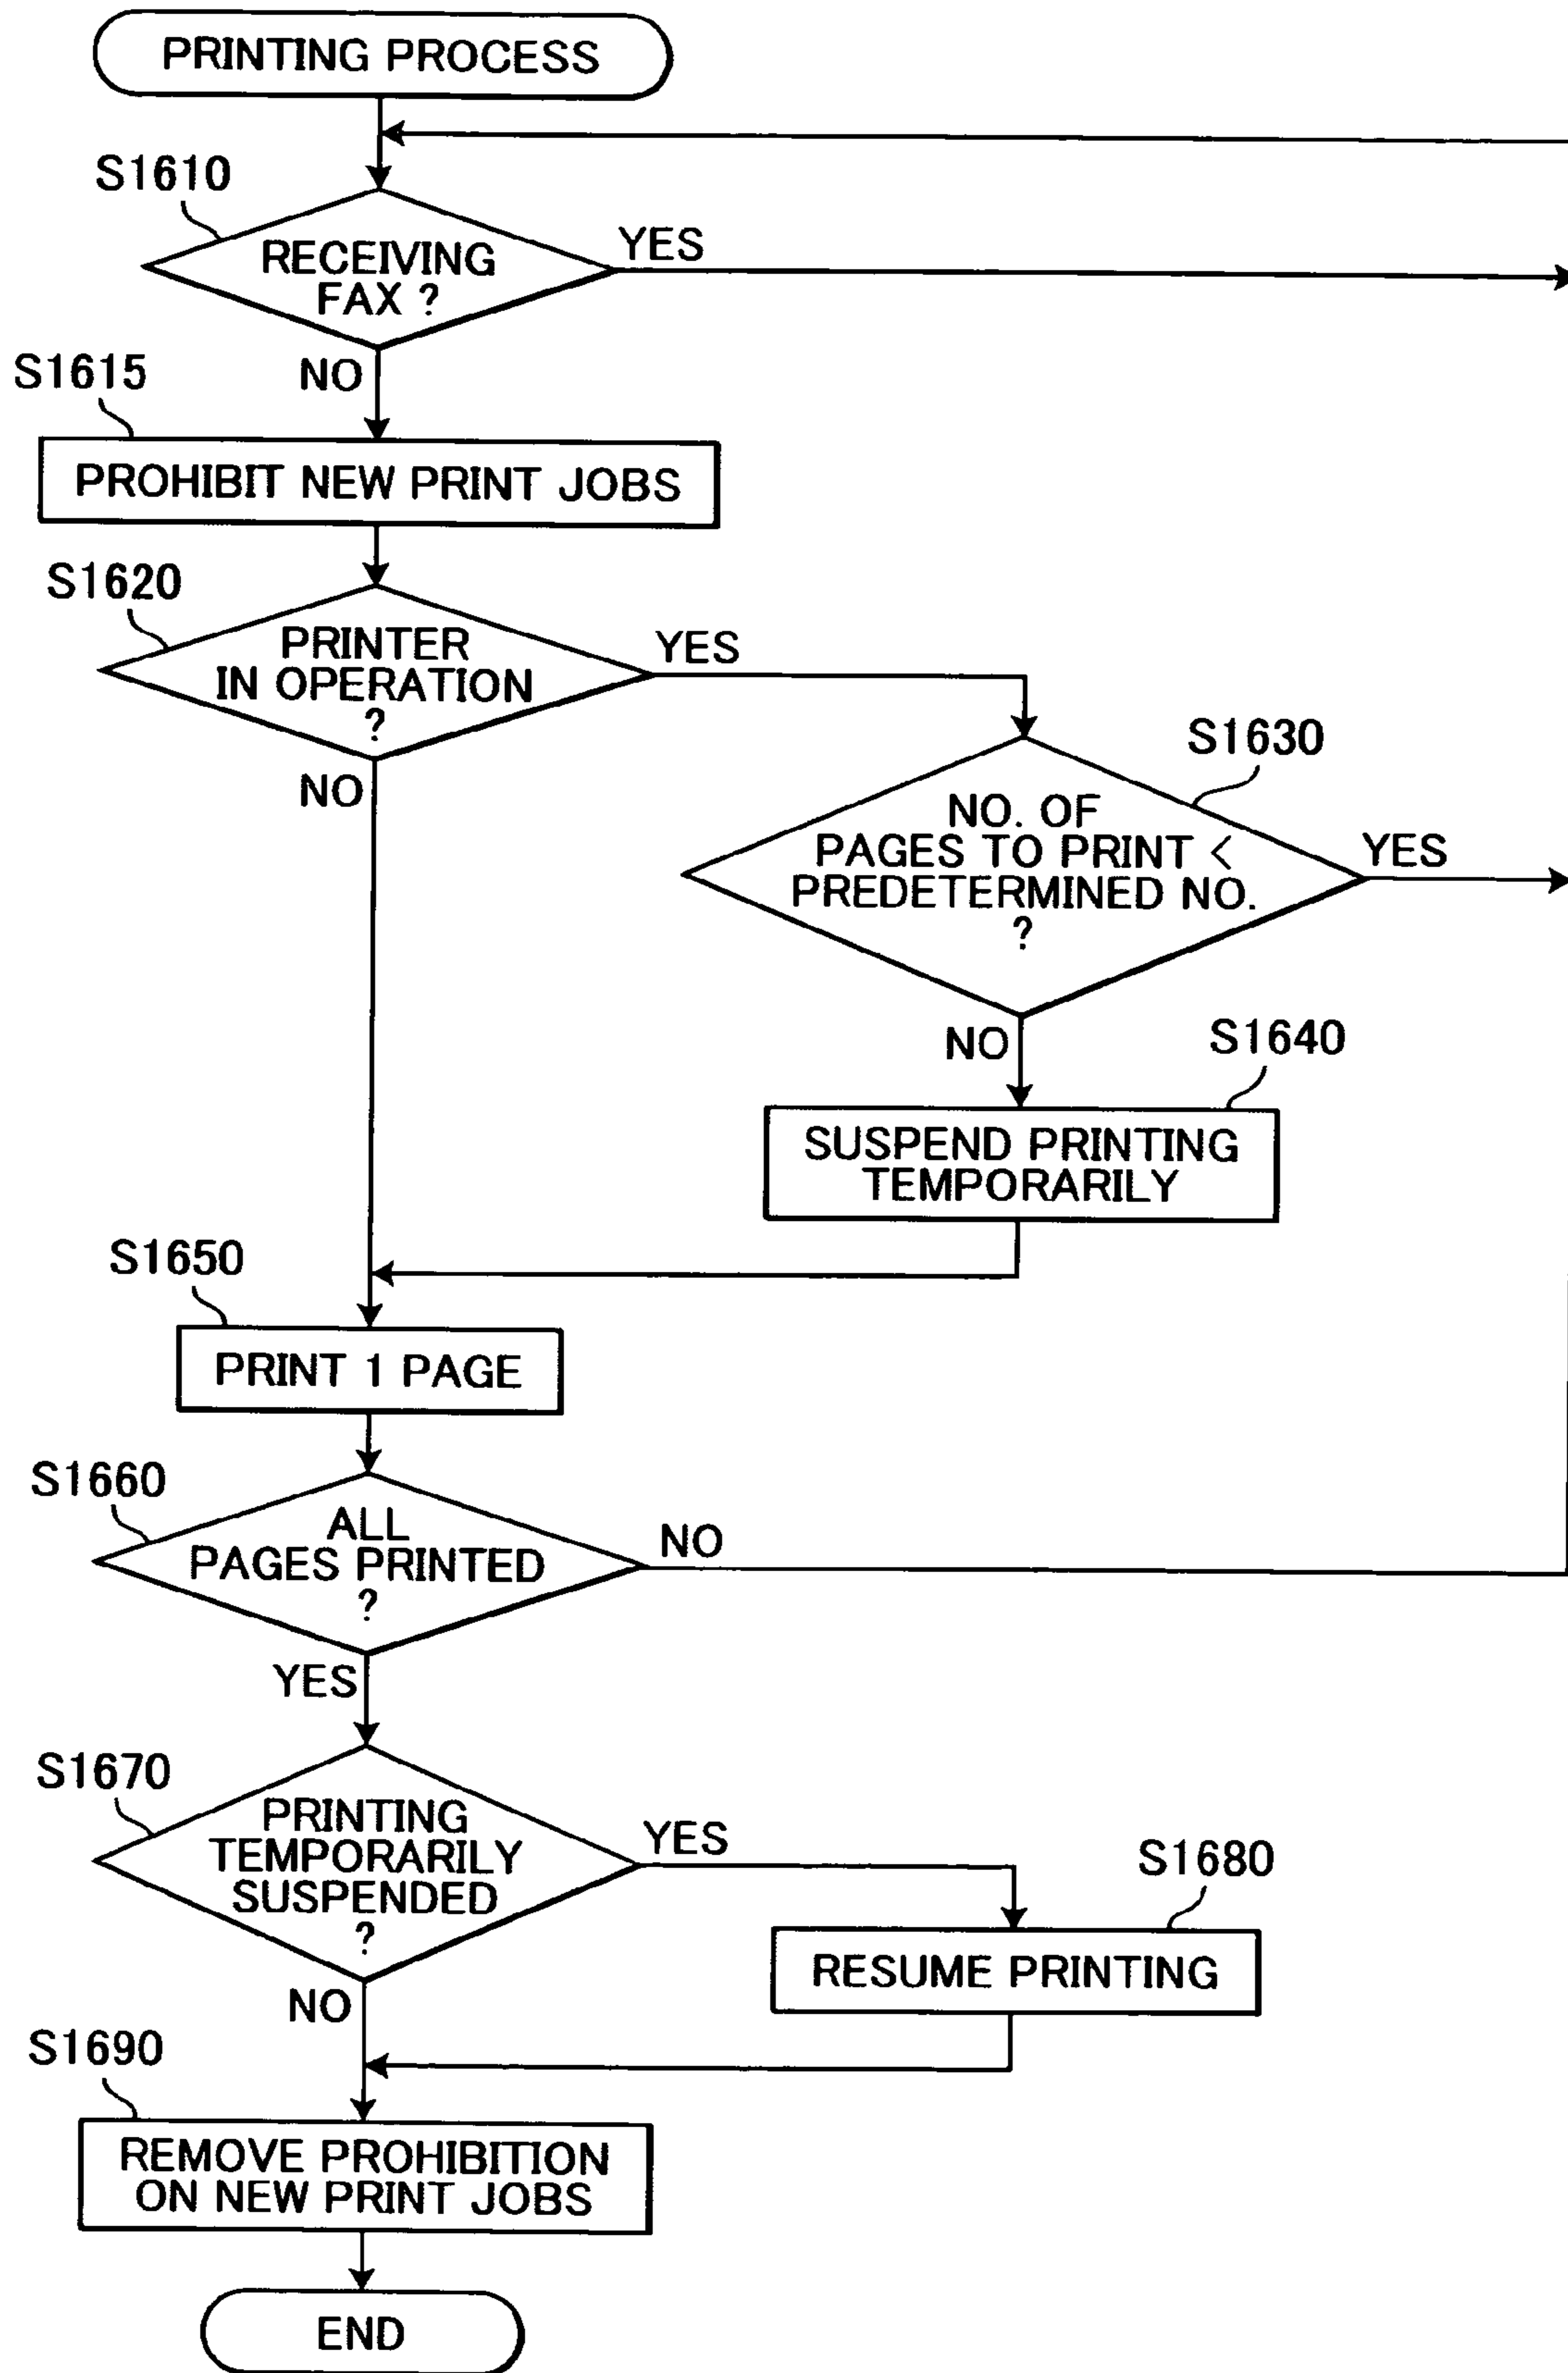 PRINTING PROCESS
S1610
RECEIVING
FAX ?
YES
NO
S1615
PROHIBIT NEW PRINT JOBS
S1620
PRINTER
IN OPERATION
?
YES
NO
S1630
NO. OF
PAGES TO PRINT <
PREDETERMINED NO.
?
YES
NO
S1640
SUSPEND PRINTING
TEMPORARILY
S1650
PRINT 1 PAGE
S1660
ALL
PAGES PRINTED
?
NO
YES
S1670
PRINTING
TEMPORARILY
SUSPENDED
?
YES
NO
S1680
RESUME PRINTING
S1690
REMOVE PROHIBITION
ON NEW PRINT JOBS
END